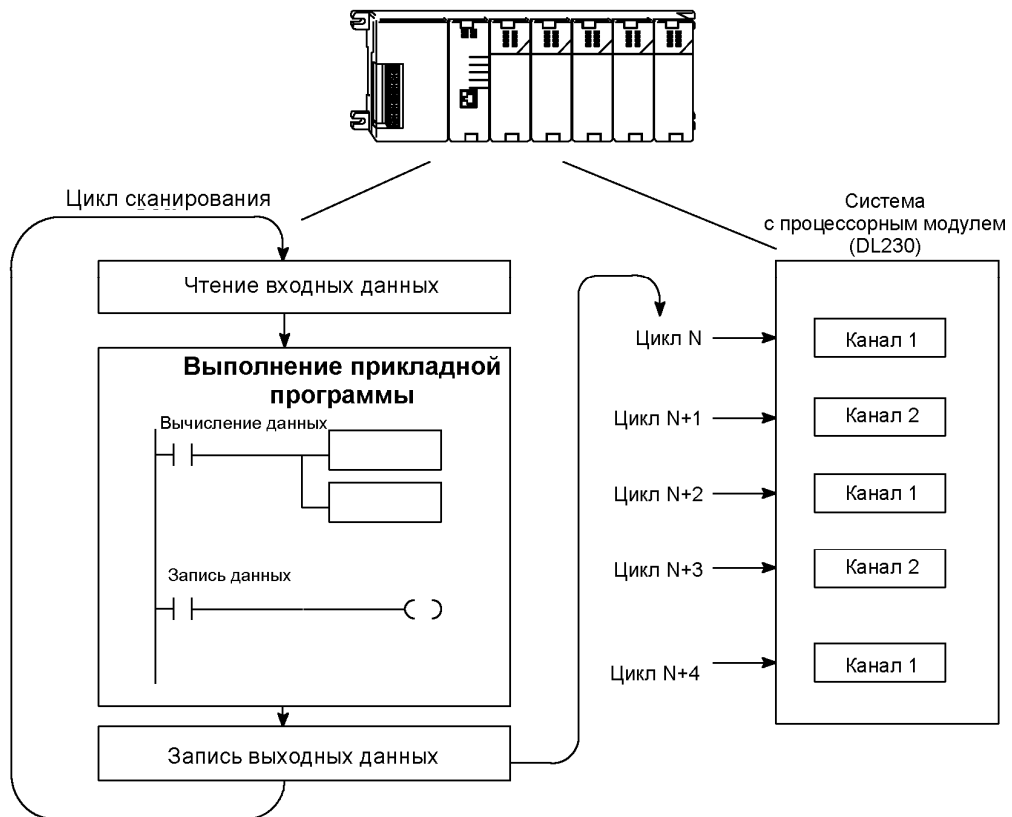 Цикл сканирования
Чтение входных данных
Выполнение прикладной
программы
Вычисление данных
Запись данных
Запись выходных данных
Система
с процессорным модулем
(DL230)
Цикл N
Канал 1
Цикл N+1
Канал 2
Цикл N+2
Канал 1
Цикл N+3
Канал 2
Цикл N+4
Канал 1